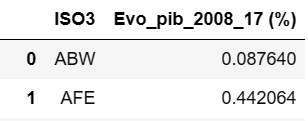 ISO3 Evo_pib_2008_17 (%)
0 ABW 0.087640
1 AFE 0.442064